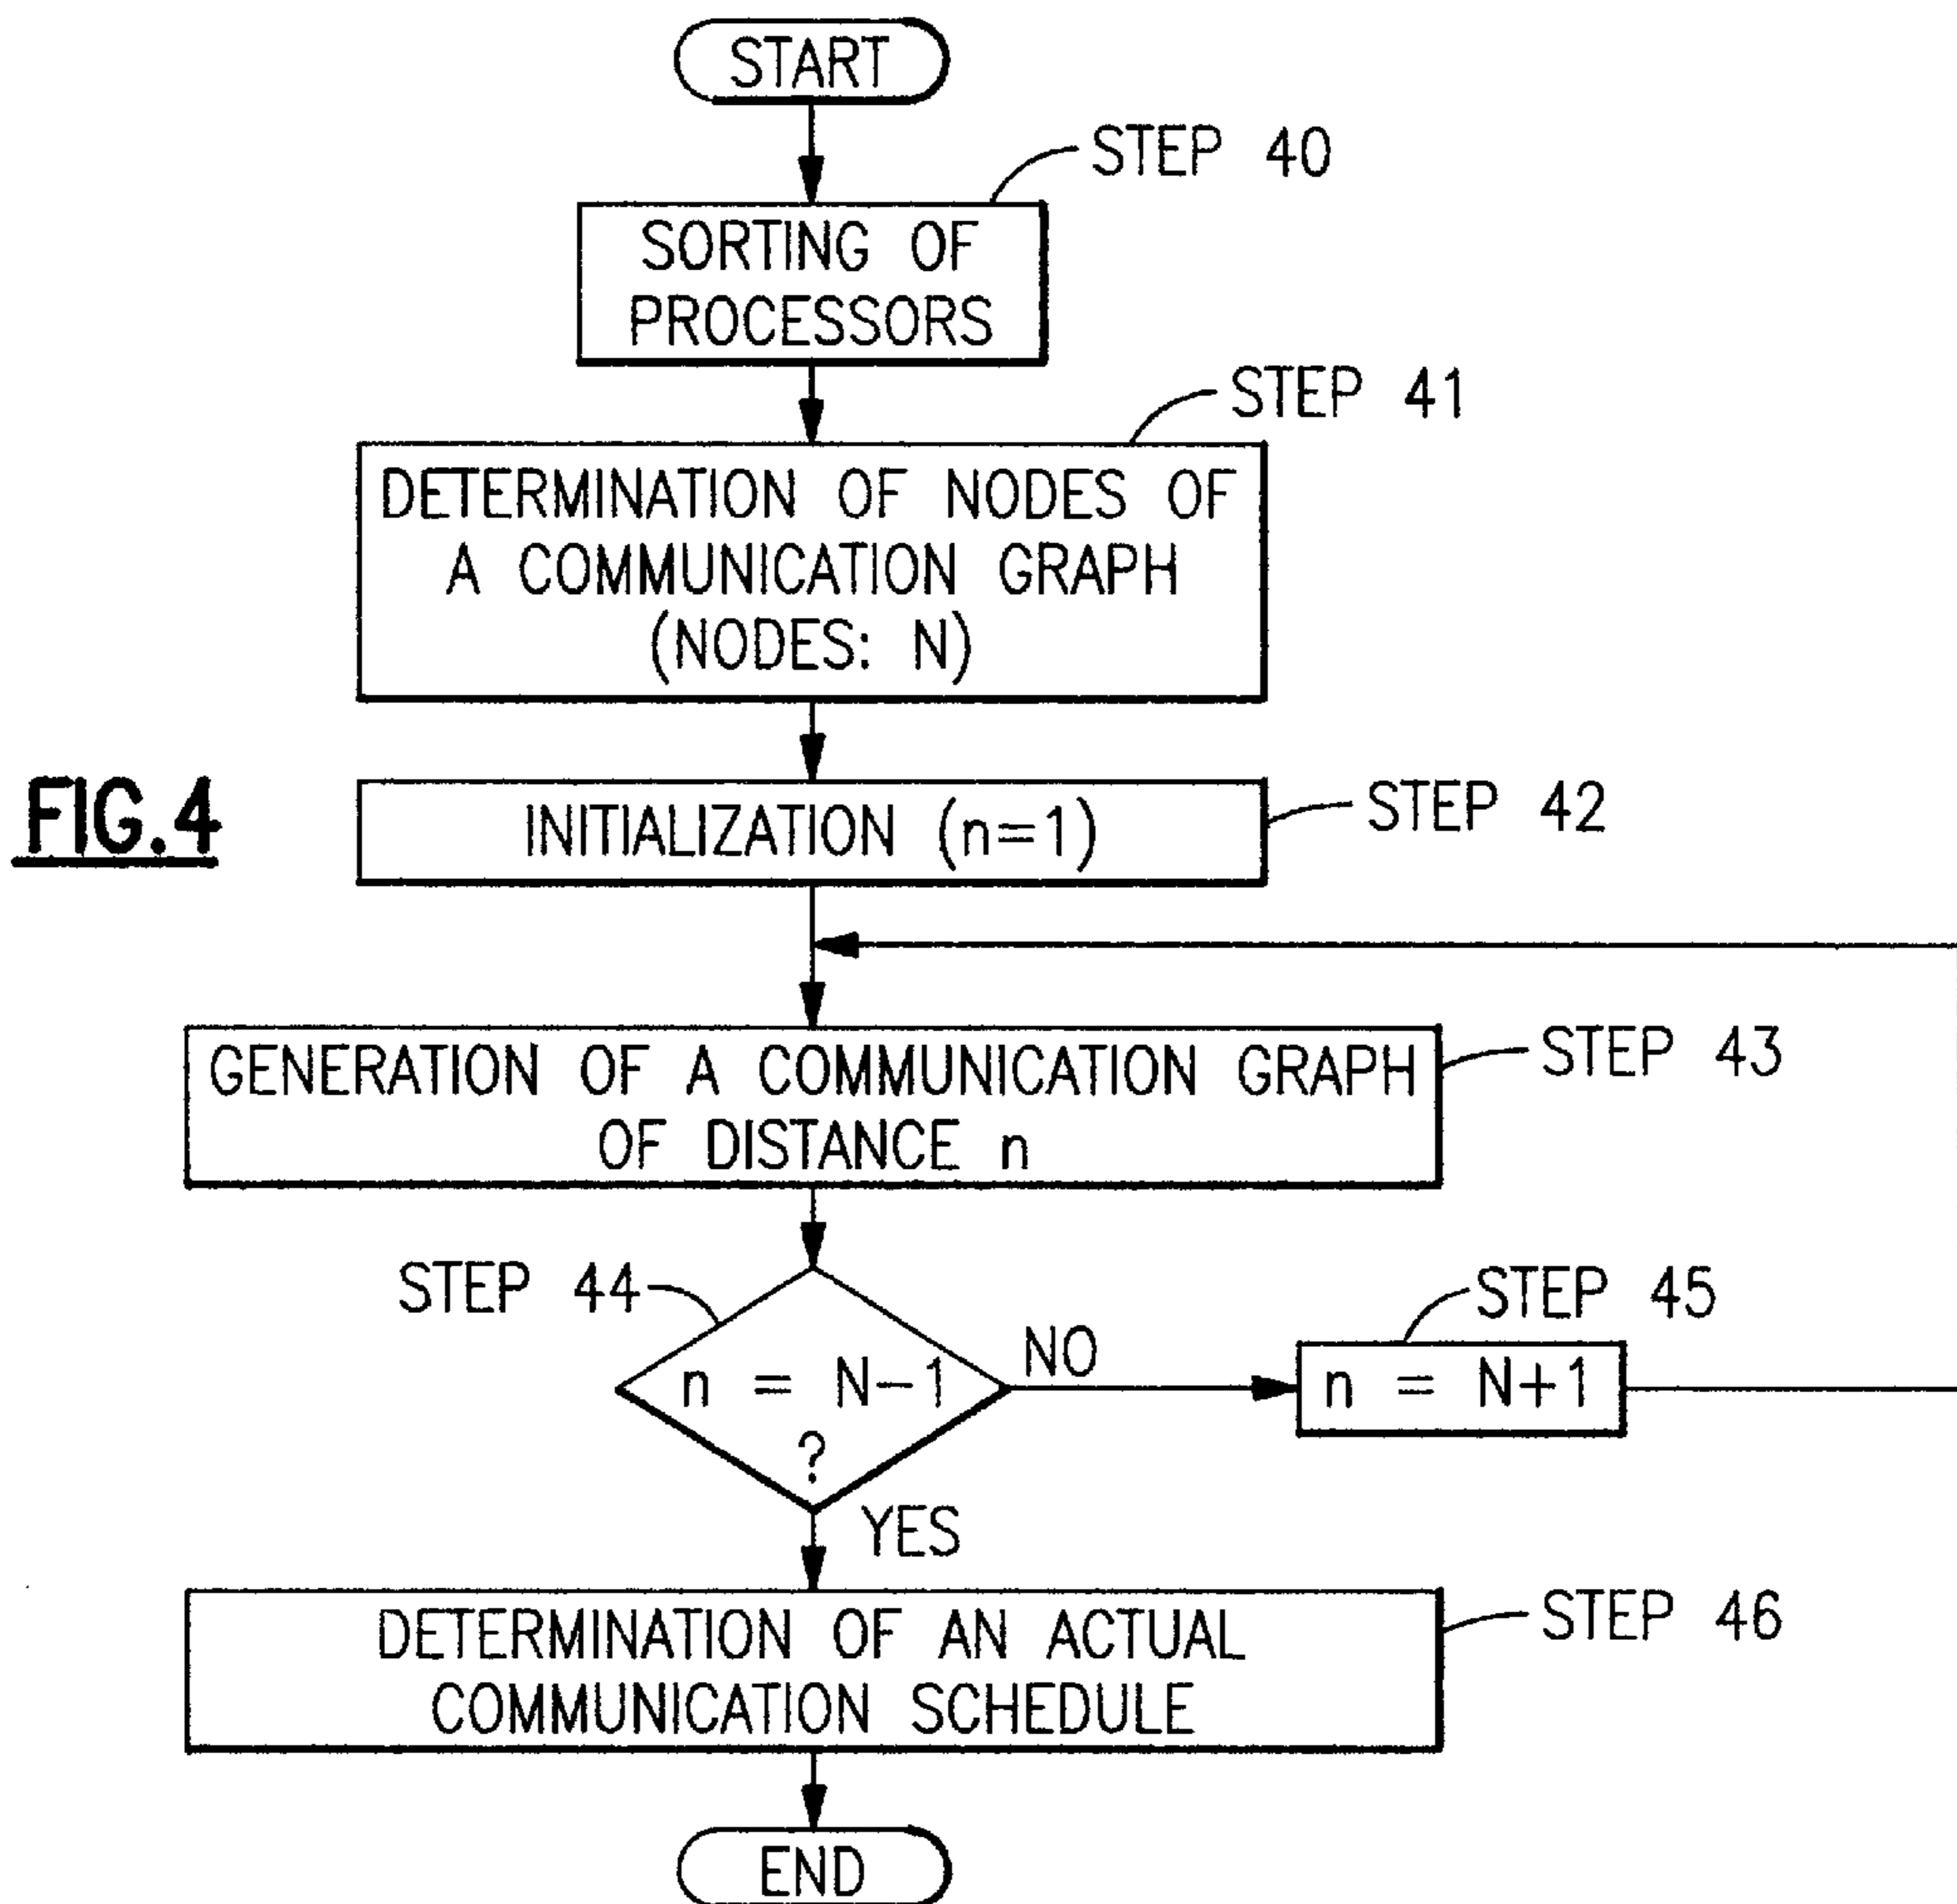 START
STEP 40
SORTING OF
PROCESSORS
STEP 41
DETERMINATION OF NODES OF
A COMMUNICATION GRAPH
(NODES: N)
FIG.4
INITIALIZATION (n=1)
STEP 42
GENERATION OF A COMMUNICATION GRAPH
OF DISTANCE n
STEP 43
STEP 44
n = N-1
?
NO
STEP 45
n = N+1
YES
DETERMINATION OF AN ACTUAL
COMMUNICATION SCHEDULE
STEP 46
END